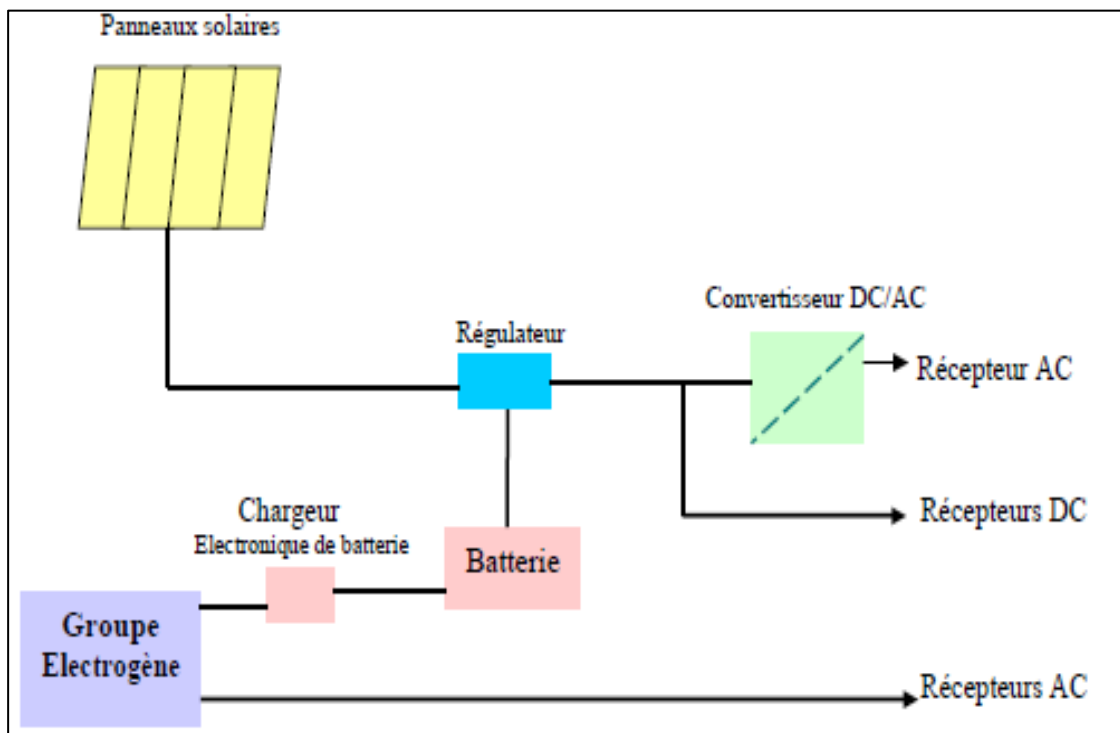 Panneaux solaires
Convertisseur DC/AC
Régulateur
Récepteur AC
Récepteurs DC
Chargeur
Electronique de batterie
Batterie
Groupe
Electrogène
Récepteurs AC